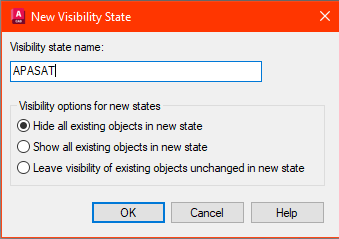 A
CAD
New Visibility State
Visibility state name:
APASAT
Visibility options for new states
Hide all existing objects in new state
Show all existing objects in new state
Leave visibility of existing objects unchanged in new state
OK Cancel Help